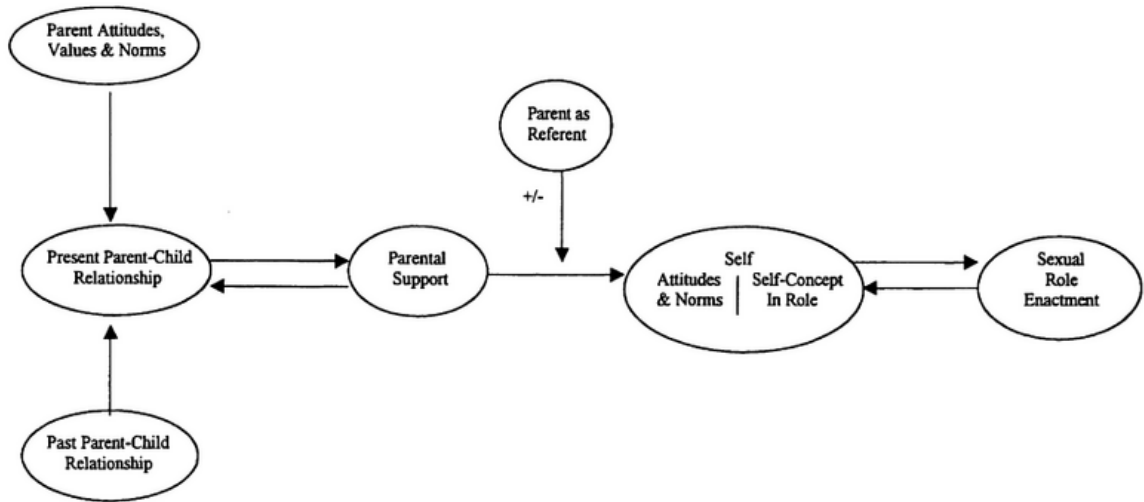 Parent Attitudes,
Values & Norms
Parent as
Referent
+/-
Present Parent-Child
Relationship
Parental
Support
Self
Attitudes
& Norms
Self-Concept
In Role
Sexual
Role
Enactment
Past Parent-Child
Relationship